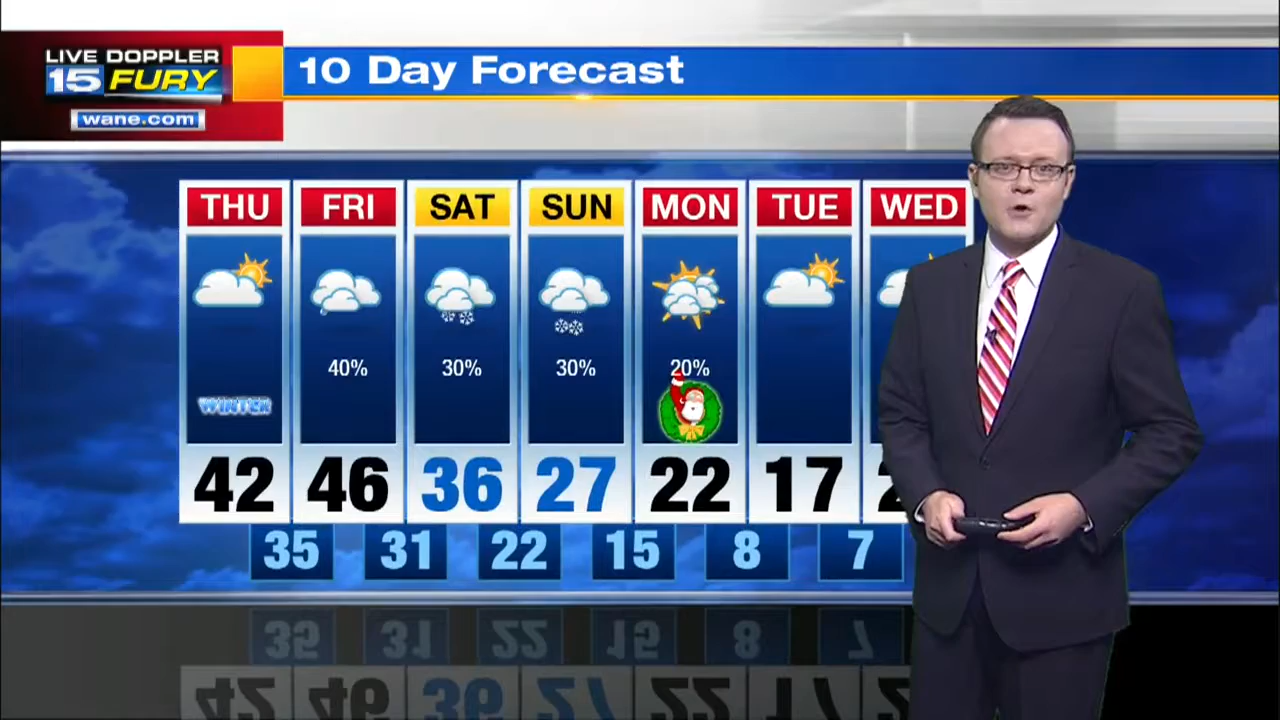 LIVE DOPPLER
15 FURY
wane.com
10 Day Forecast
THU FRI SAT SUN MON TUE WED
40% 30% 30% 20%
WINTER
42 46 36 27 22 17
35 31 22 15 8 7